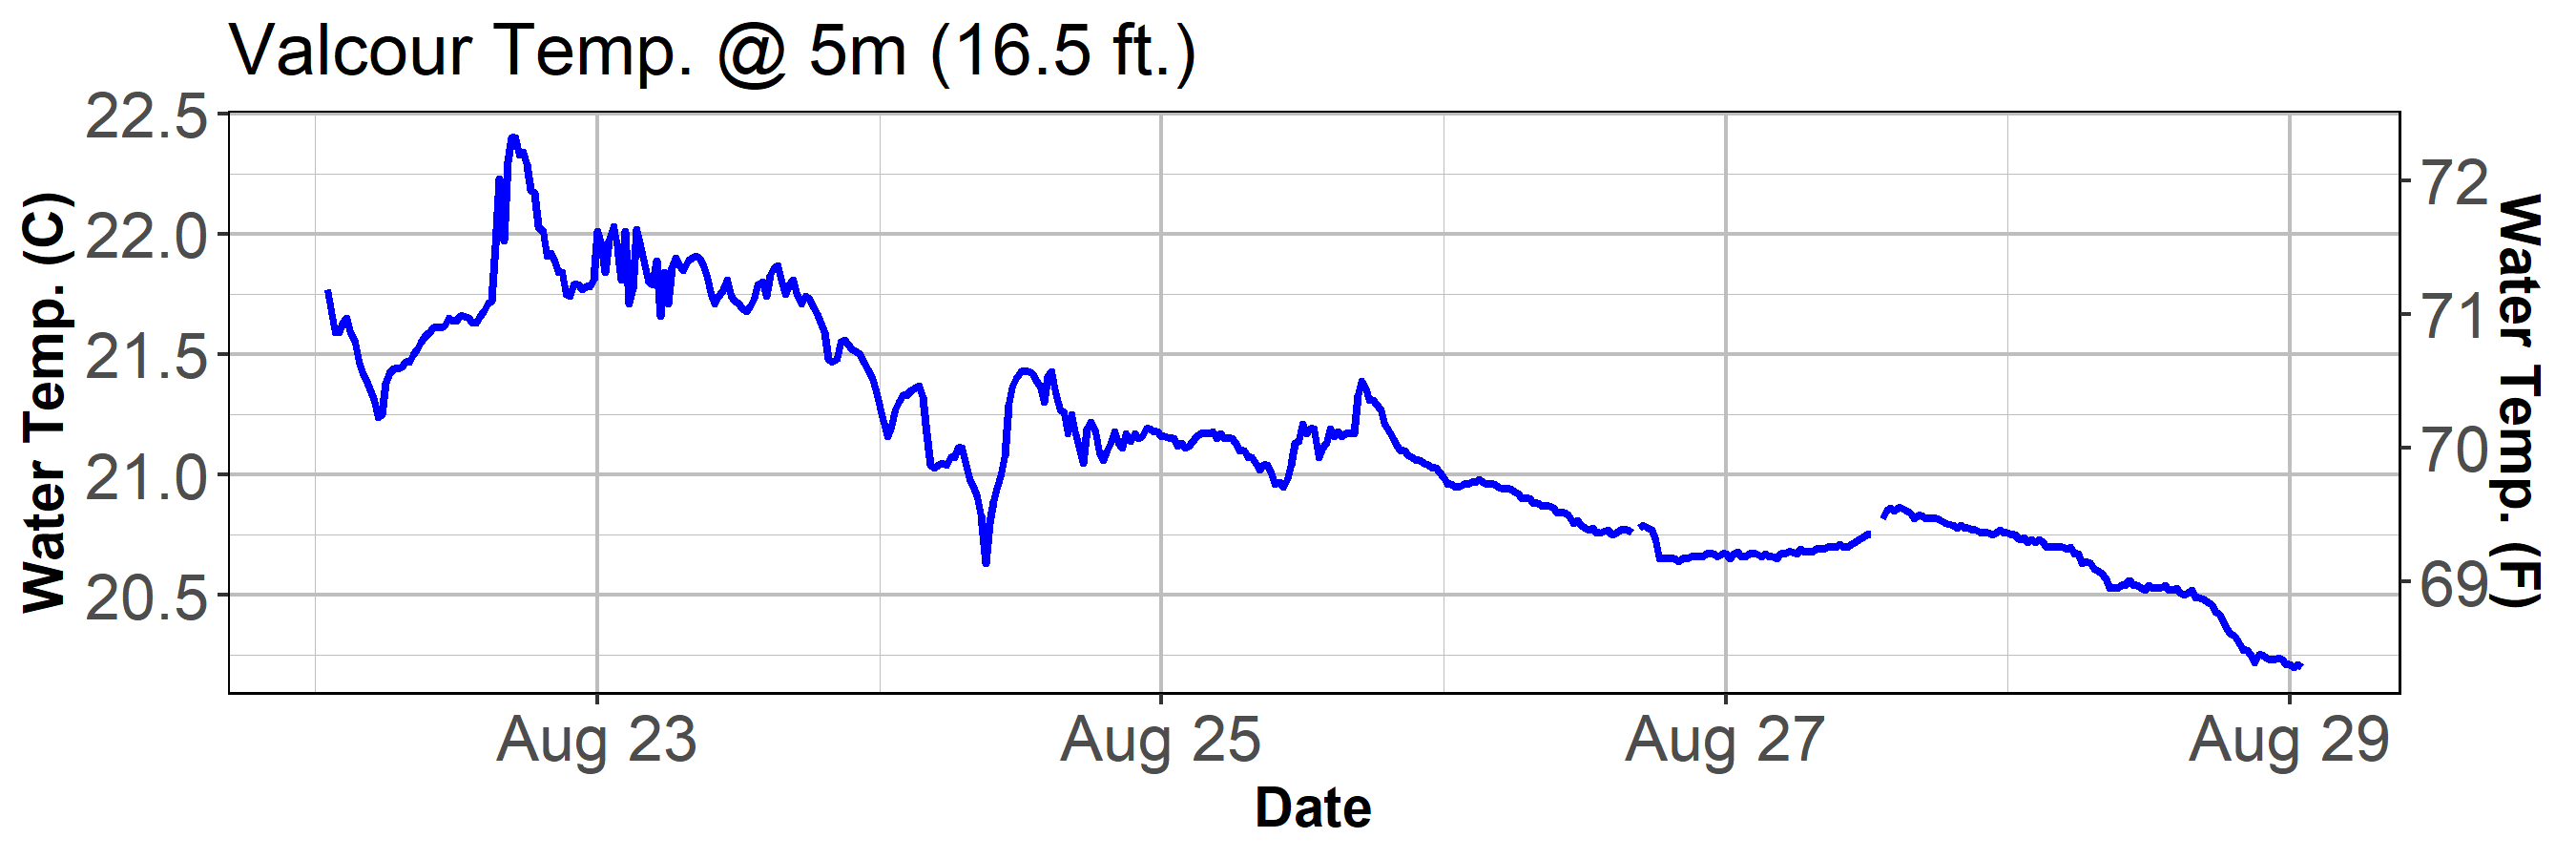 Valcour Temp. @ 5m (16.5 ft.)
Water Temp. (C)
22.5
22.0
21.5
21.0
20.5
72
71
70
69
Water Temp. (F)
Aug 23 Aug 25 Aug 27 Aug 29
Date